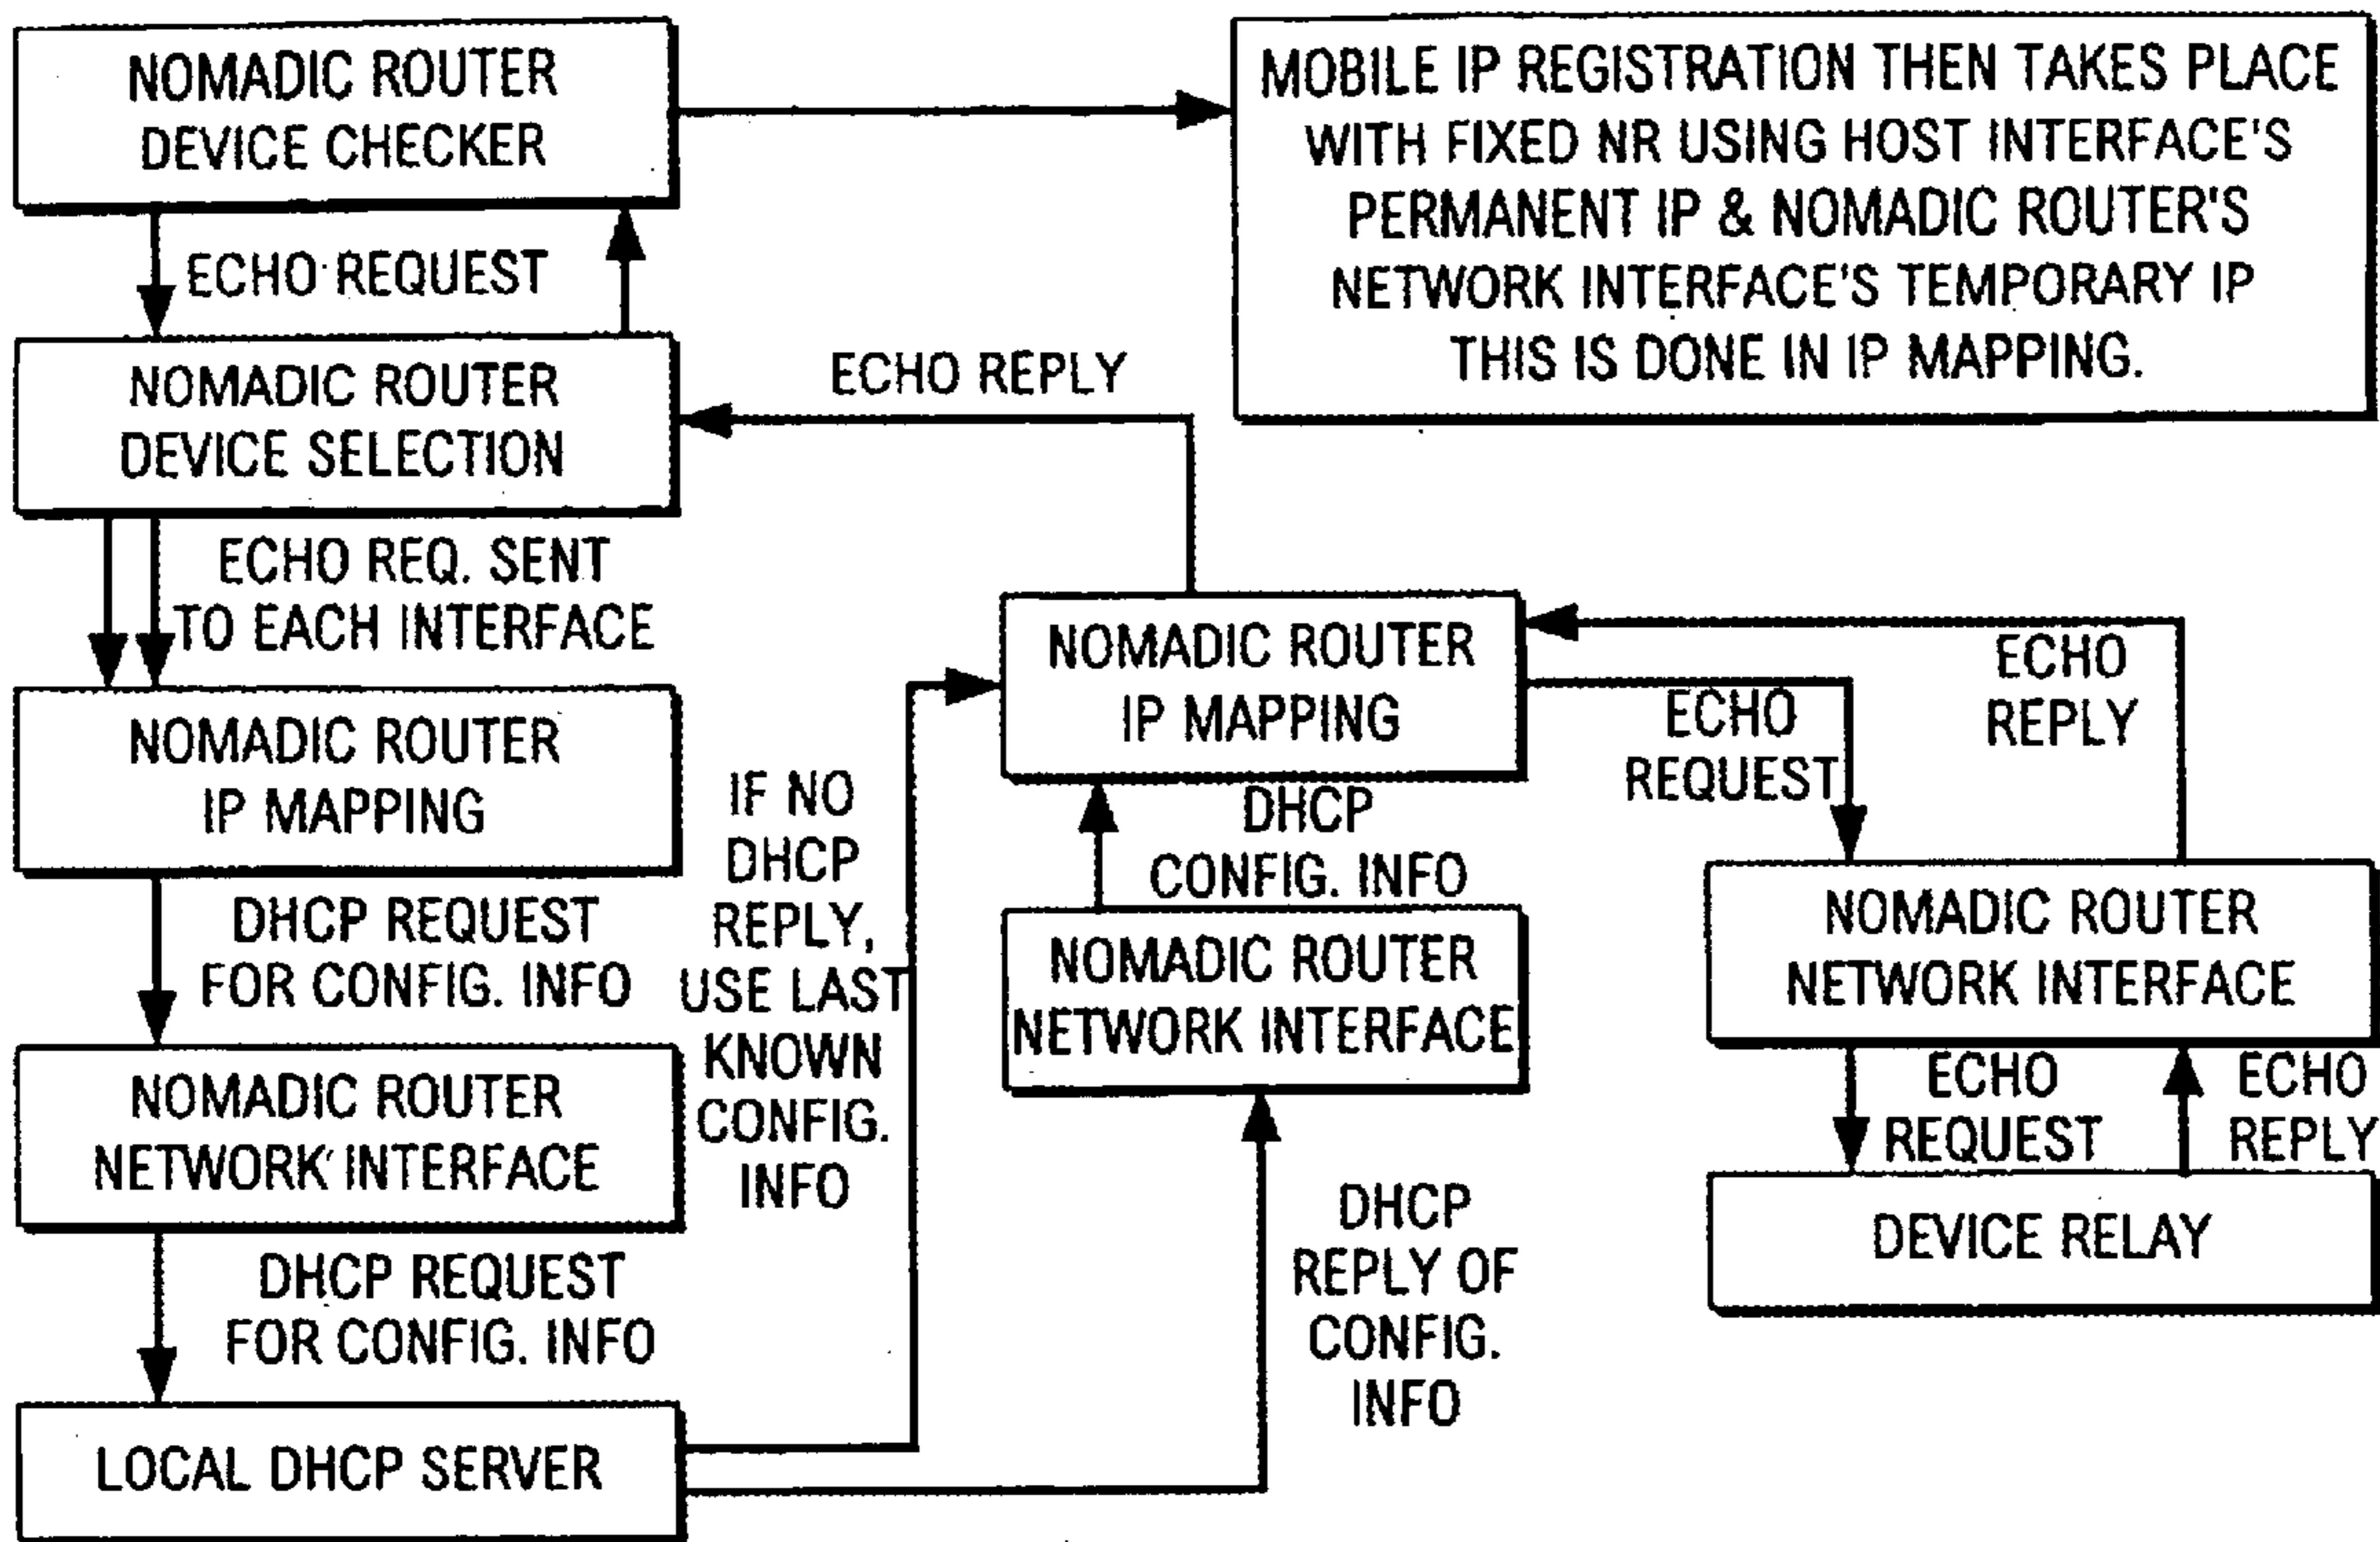 NOMADIC ROUTER
DEVICE CHECKER
MOBILE IP REGISTRATION THEN TAKES PLACE
WITH FIXED NR USING HOST INTERFACE'S
PERMANENT IP & NOMADIC ROUTER'S
NETWORK INTERFACE'S TEMPORARY IP
THIS IS DONE IN IP MAPPING.
ECHO REQUEST
NOMADIC ROUTER
DEVICE SELECTION
ECHO REPLY
ECHO REQ. SENT
TO EACH INTERFACE
NOMADIC ROUTER
IP MAPPING
DHCP REQUEST
FOR CONFIG. INFO
NOMADIC ROUTER
NETWORK INTERFACE
DHCP REQUEST
FOR CONFIG. INFO
LOCAL DHCP SERVER
IF NO
DHCP
REPLY,
USE LAST
KNOWN
CONFIG.
INFO
NOMADIC ROUTER
IP MAPPING
DHCP
CONFIG. INFO
NOMADIC ROUTER
NETWORK INTERFACE
DHCP
REPLY OF
CONFIG.
INFO
ECHO
REQUEST
ECHO
REPLY
NOMADIC ROUTER
NETWORK INTERFACE
ECHO
REQUEST
ECHO
REPLY
DEVICE RELAY